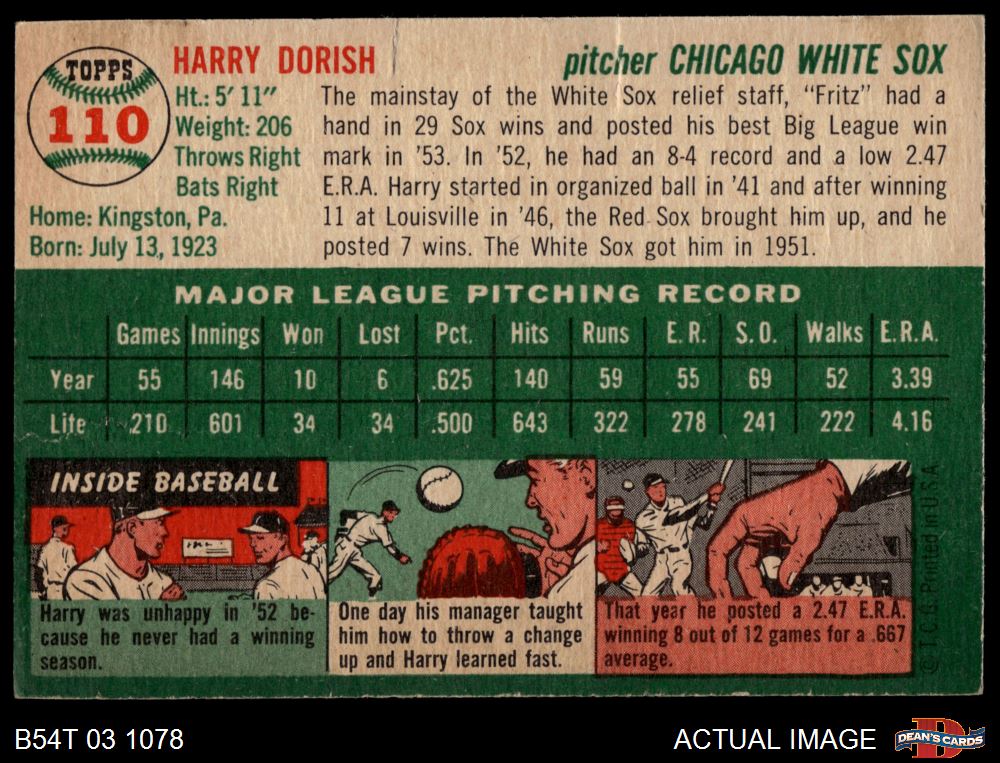 TOPPS
110
HARRY DORISH
pitcher CHICAGO WHITE SOX
Ht.: 5' 11"
Weight: 206
Throws Right
Bats Right
Home: Kingston, Pa.
Born: July 13, 1923
The mainstay of the White Sox relief staff, "Fritz" had a
hand in 29 Sox wins and posted his best Big League win
mark in '53. In '52, he had an 8-4 record and a low 2.47
E.R.A. Harry started in organized ball in '41 and after winning
11 at Louisville in '46, the Red Sox brought him up, and he
posted 7 wins. The White Sox got him in 1951.
MAJOR LEAGUE PITCHING RECORD
Games Innings Won Lost Pct. Hits Runs E.R. S.O. Walks E.R.A.
Year 55 146 10 6 .625 140 59 55 69 52 3.39
Life 210 601 34 34 .500 643 322 278 241 222 4.16
INSIDE BASEBALL
Harry was unhappy in '52 be-
cause he never had a winning
season.
One day his manager taught
him how to throw a change
up and Harry learned fast.
That year he posted a 2.47 E.R.A.
winning 8 out of 12 games for a .667
average.
© T.C.G. Printed in U.S.A.
B54T 03 1078
ACTUAL IMAGE
DEAN'S CARDS